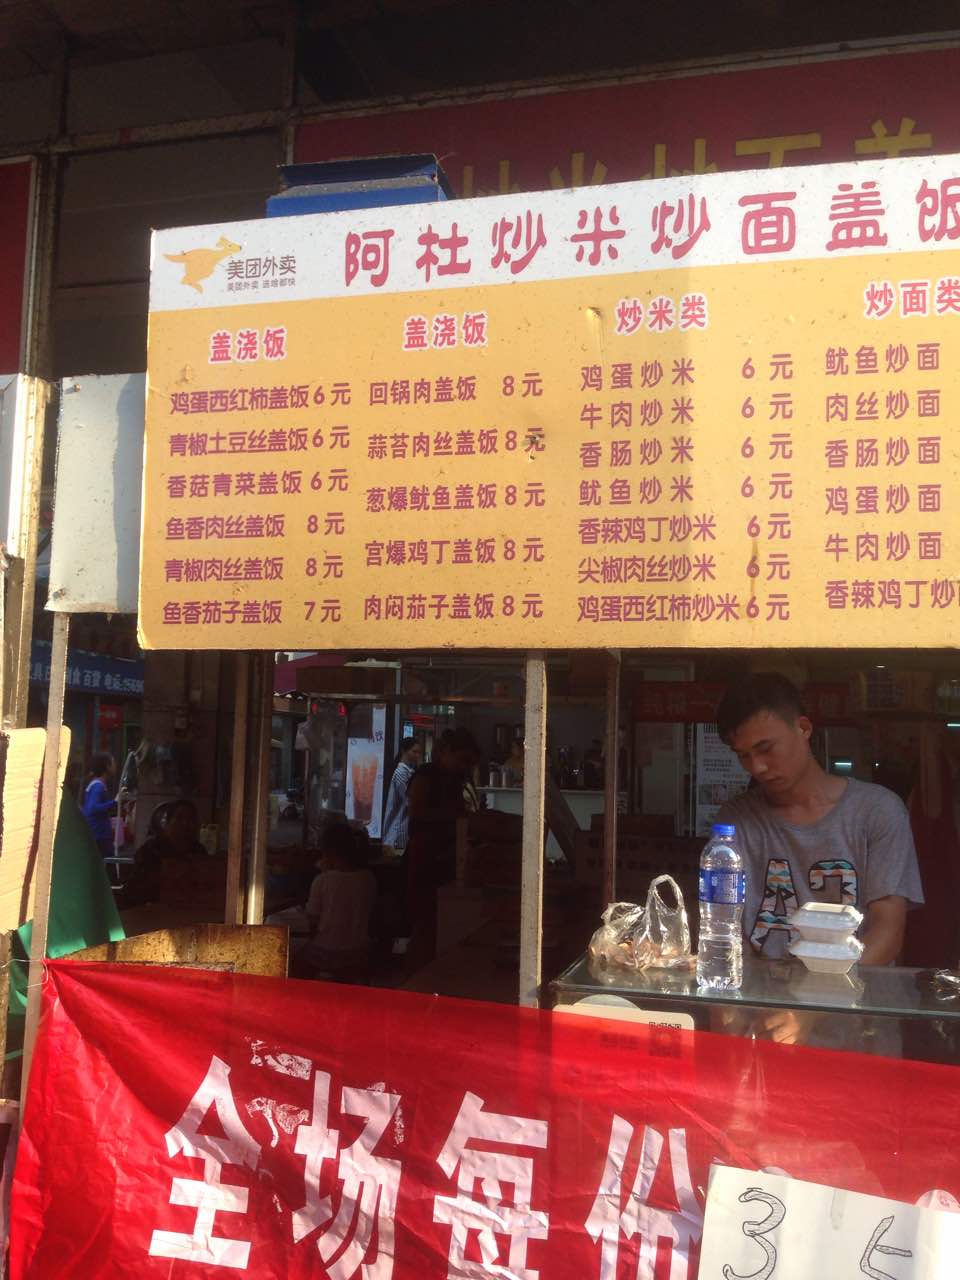 炒米炒面盖
阿杜炒米炒面盖饭
美团外卖
美团外卖 送啥都快
盖浇饭
鸡蛋西红柿盖饭6元
青椒土豆丝盖饭6元
香菇青菜盖饭6元
鱼香肉丝盖饭 8元
青椒肉丝盖饭 8元
鱼香茄子盖饭 7元
盖浇饭
回锅肉盖饭 8元
蒜苔肉丝盖饭8元
葱爆鱿鱼盖饭8元
宫爆鸡丁盖饭8元
肉闷茄子盖饭8元
炒米类
鸡蛋炒米 6元
牛肉炒米 6元
香肠炒米 6元
鱿鱼炒米 6元
香辣鸡丁炒米 6元
尖椒肉丝炒米 6元
鸡蛋西红柿炒米6元
炒面类
鱿鱼炒面
肉丝炒面
香肠炒面
鸡蛋炒面
牛肉炒面
香辣鸡丁炒
全场每份
3